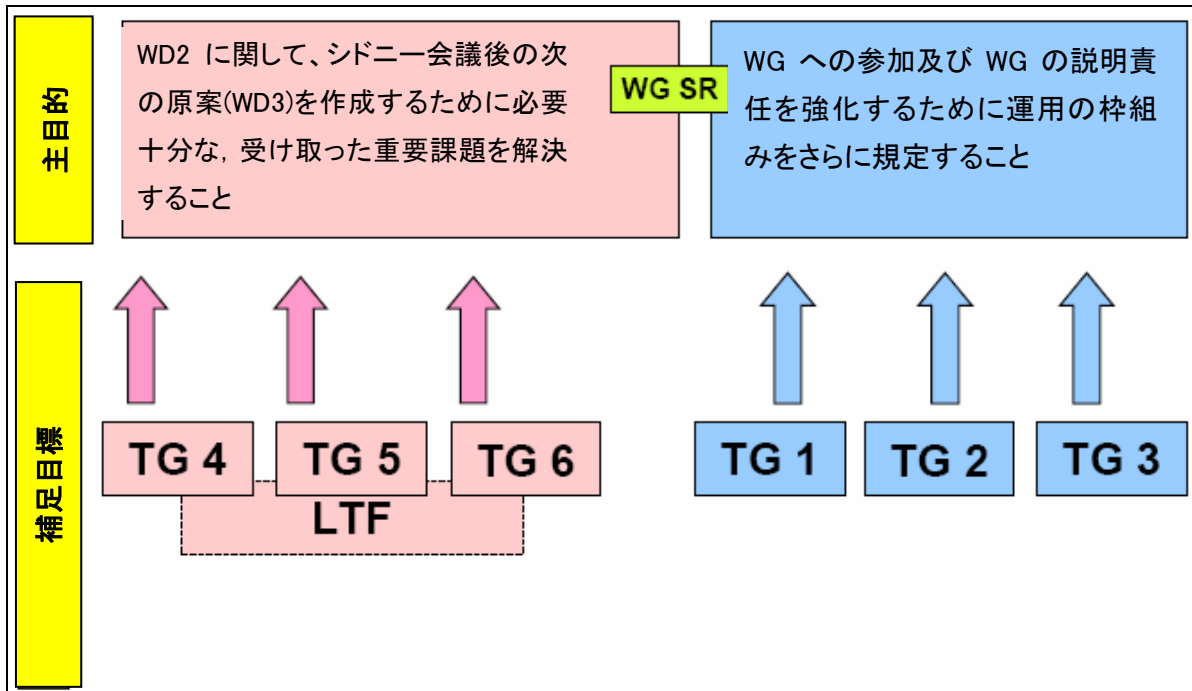 主目的
WD2 に関して、シドニー会議後の次
の原案(WD3)を作成するために必要
十分な, 受け取った重要課題を解決
すること
WG SR
WG への参加及び WG の説明責
任を強化するために運用の枠組
みをさらに規定すること
補足目標
TG 4
TG 5
TG 6
LTF
TG 1
TG 2
TG 3